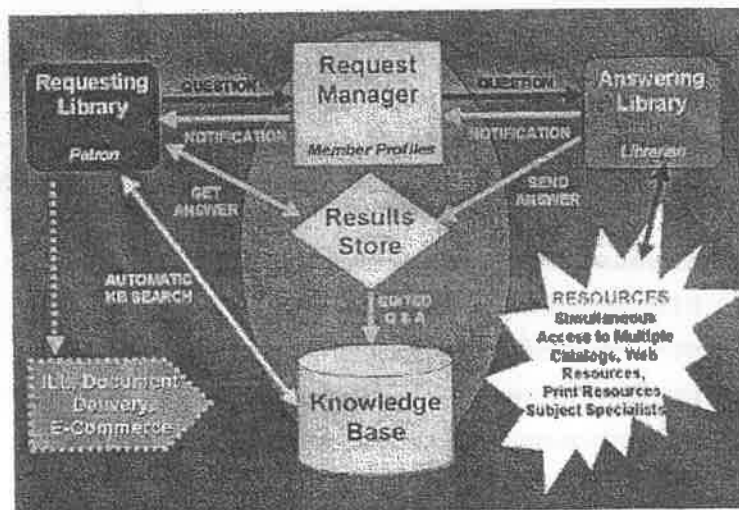 Requesting
Library
Patron
QUESTION
NOTIFICATION
Request
Manager
Member Profiles
QUESTION
NOTIFICATION
Answering
Library
Librarian
GET
ANSWER
Results
Store
SEND
ANSWER
AUTOMATIC
KB SEARCH
EDITED
Q & A
RESOURCES
Simultaneous
Access to Multiple
Catalogs, Web
Resources,
Print Resources
Subject Specialists
ILL, Document
Delivery,
E-Commerce
Knowledge
Base